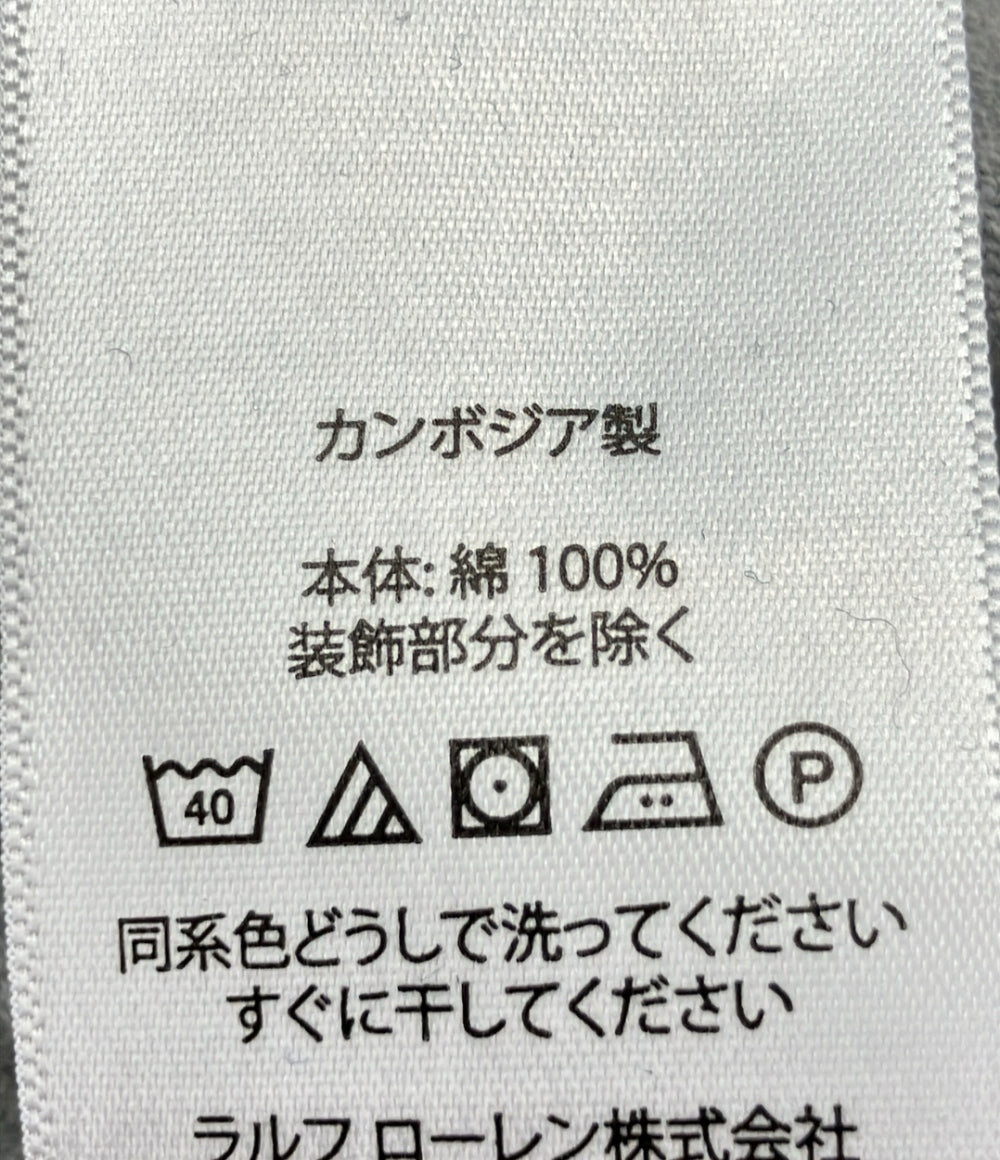 カンボジア製
本体: 綿 100%
装飾部分を除く
40 P
同系色どうしで洗ってください
すぐに干してください
ラルフ ローレン株式会社